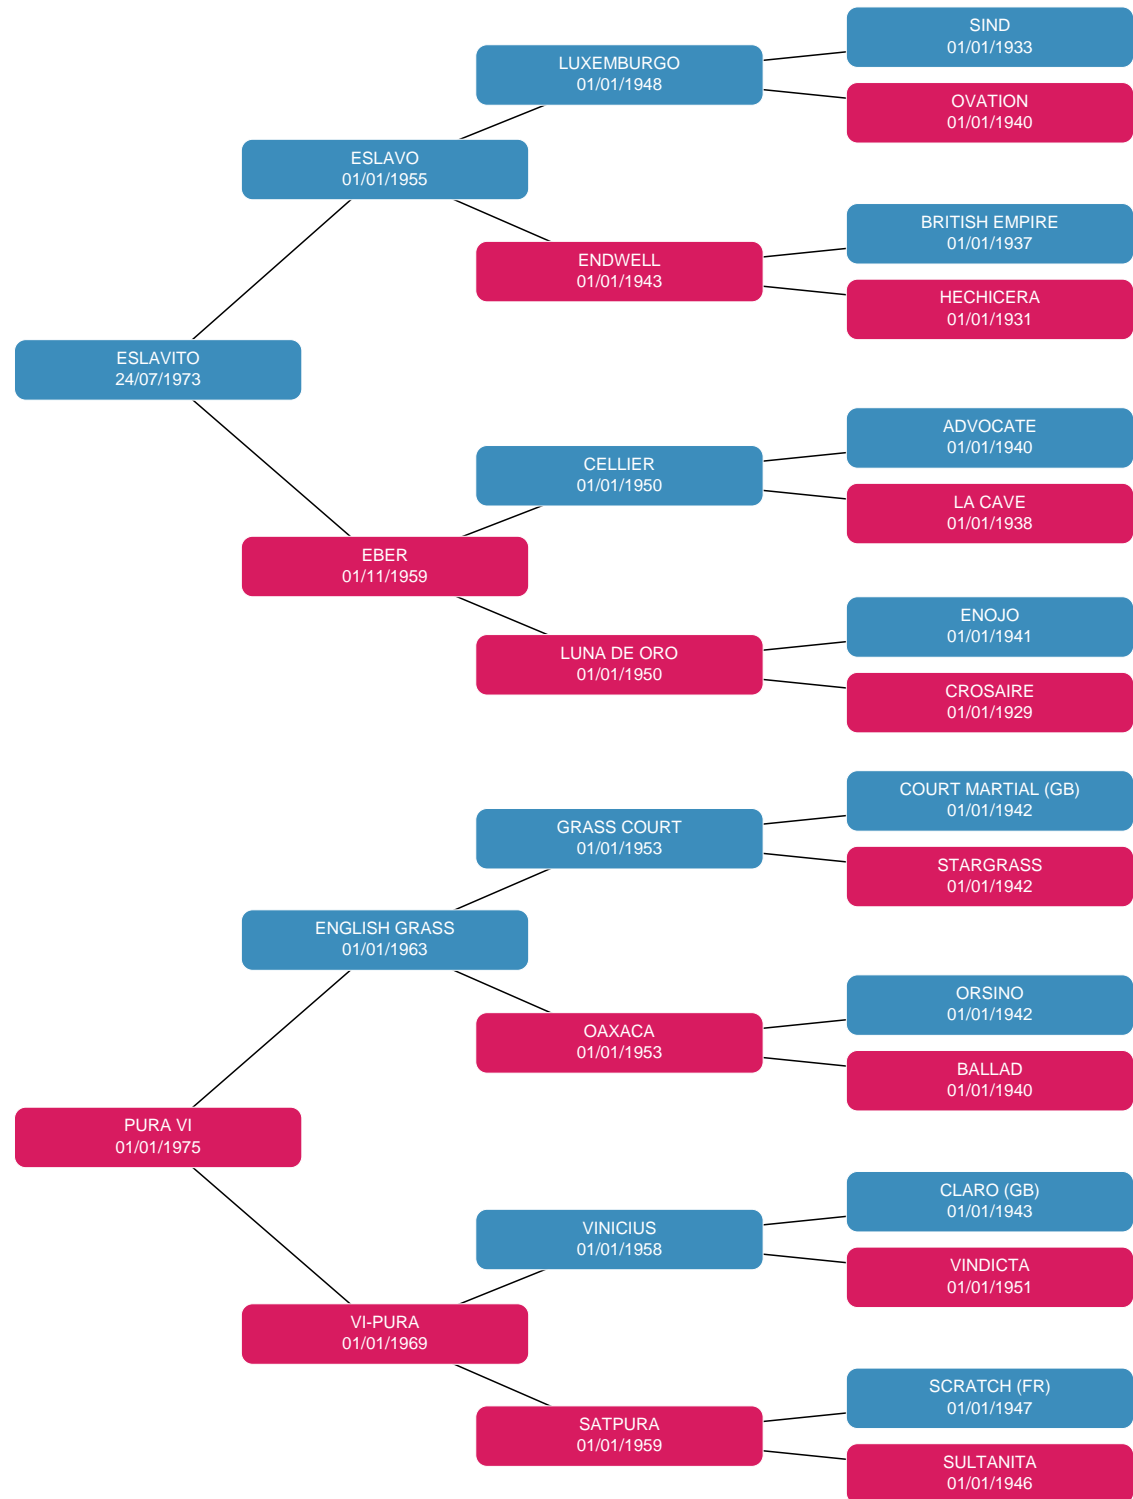 SIND
01/01/1933
LUXEMBURGO
01/01/1948
OVATION
01/01/1940
ESLAVO
01/01/1955
BRITISH EMPIRE
01/01/1937
ENDWELL
01/01/1943
HECHICERA
01/01/1931
ESLAVITO
24/07/1973
ADVOCATE
01/01/1940
CELLIER
01/01/1950
LA CAVE
01/01/1938
EBER
01/11/1959
ENOJO
01/01/1941
LUNA DE ORO
01/01/1950
CROSAIRE
01/01/1929
COURT MARTIAL (GB)
01/01/1942
GRASS COURT
01/01/1953
STARGRASS
01/01/1942
ENGLISH GRASS
01/01/1963
ORSINO
01/01/1942
OAXACA
01/01/1953
BALLAD
01/01/1940
PURA VI
01/01/1975
CLARO (GB)
01/01/1943
VINICIUS
01/01/1958
VINDICTA
01/01/1951
VI-PURA
01/01/1969
SCRATCH (FR)
01/01/1947
SATPURA
01/01/1959
SULTANITA
01/01/1946